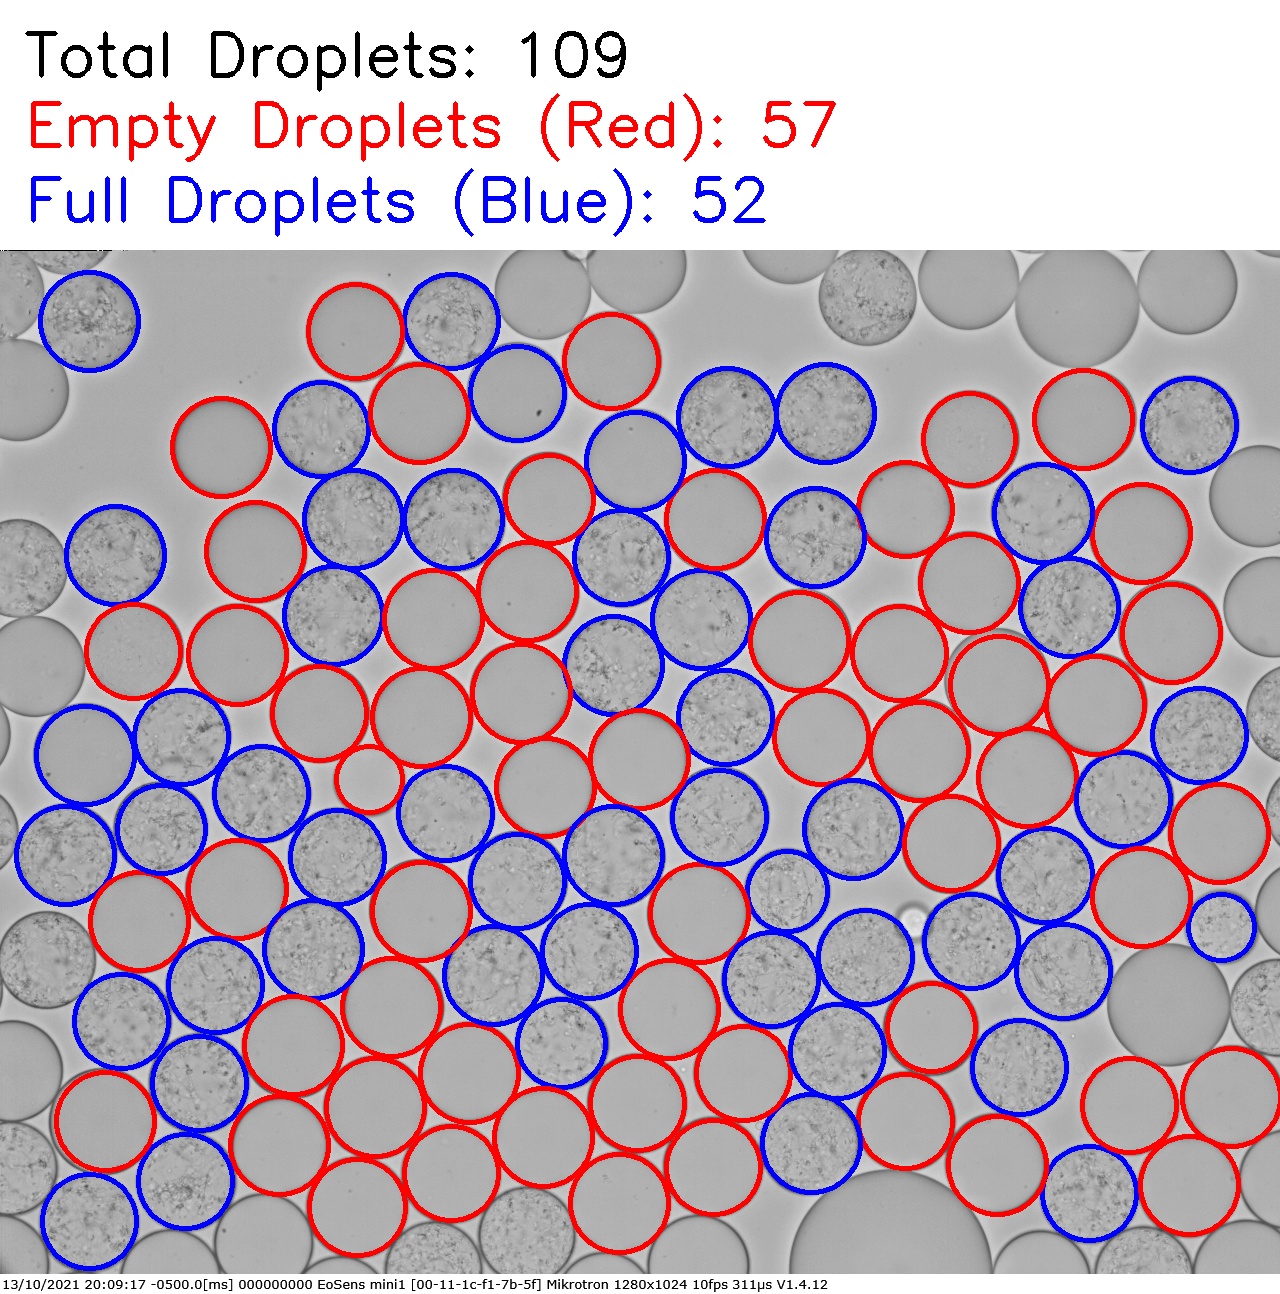 Total Droplets: 109
Empty Droplets (Red): 57
Full Droplets (Blue): 52
13/10/2021 20:09:17 -0500.0[ms] 000000000 EoSens mini1 [00-11-1c-f1-7b-5f] Mikrotron 1280x1024 10fps 311µs V1.4.12